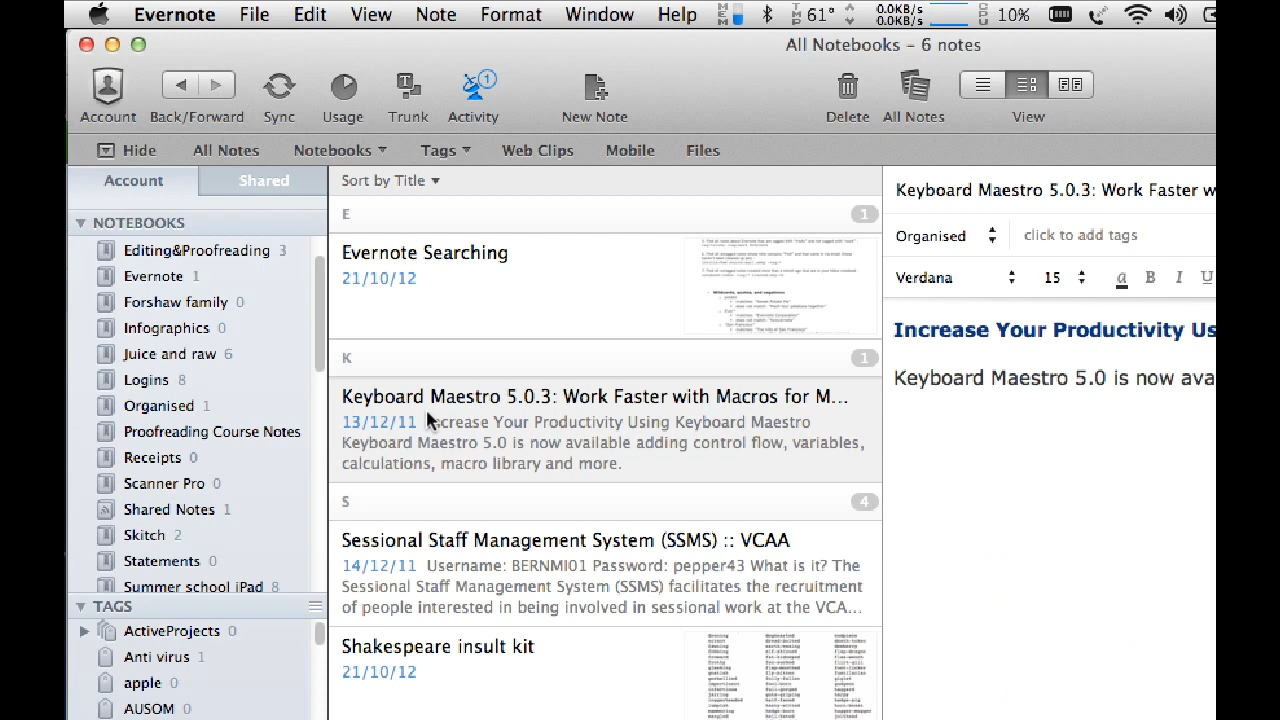 Evernote File Edit View Note Format Window Help MEM TMP 61° 0.0KB/s 0.0KB/s CPU 10%
All Notebooks – 6 notes
1
Account Back/Forward Sync Usage Trunk Activity New Note Delete All Notes View
Hide All Notes Notebooks Tags Web Clips Mobile Files
Account Shared
NOTEBOOKS
Editing&Proofreading 3
Evernote 1
Forshaw family 0
Infographics 0
Juice and raw 6
Logins 8
Organised 1
Proofreading Course Notes
Receipts 0
Scanner Pro 0
Shared Notes 1
Skitch 2
Statements 0
Summer school iPad 8
TAGS
ActiveProjects 0
Antivirus 1
apple 0
Sort by Title
E 1
Evernote Searching
21/10/12
K 1
Keyboard Maestro 5.0.3: Work Faster with Macros for M...
13/12/11 Increase Your Productivity Using Keyboard Maestro
Keyboard Maestro 5.0 is now available adding control flow, variables,
calculations, macro library and more.
S 4
Sessional Staff Management System (SSMS) :: VCAA
14/12/11 Username: BERNMI01 Password: pepper43 What is it? The
Sessional Staff Management System (SSMS) facilitates the recruitment
of people interested in being involved in sessional work at the VCA...
Shakespeare insult kit
21/10/12
Keyboard Maestro 5.0.3: Work Faster w
Organised click to add tags
Verdana 15 a B I U
Increase Your Productivity Us
Keyboard Maestro 5.0 is now ava